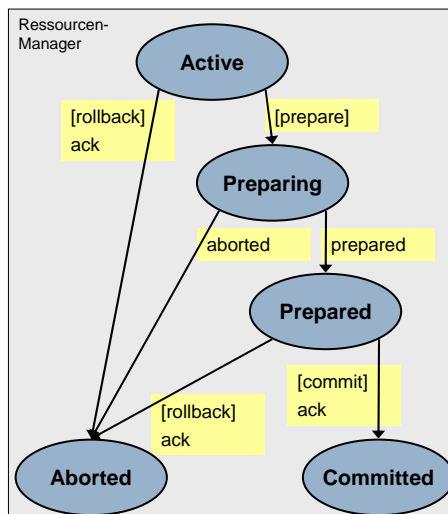 Ressourcen-
Manager
Active
[rollback]
ack
[prepare]
Preparing
aborted
prepared
Prepared
[commit]
ack
[rollback]
ack
Aborted
Committed